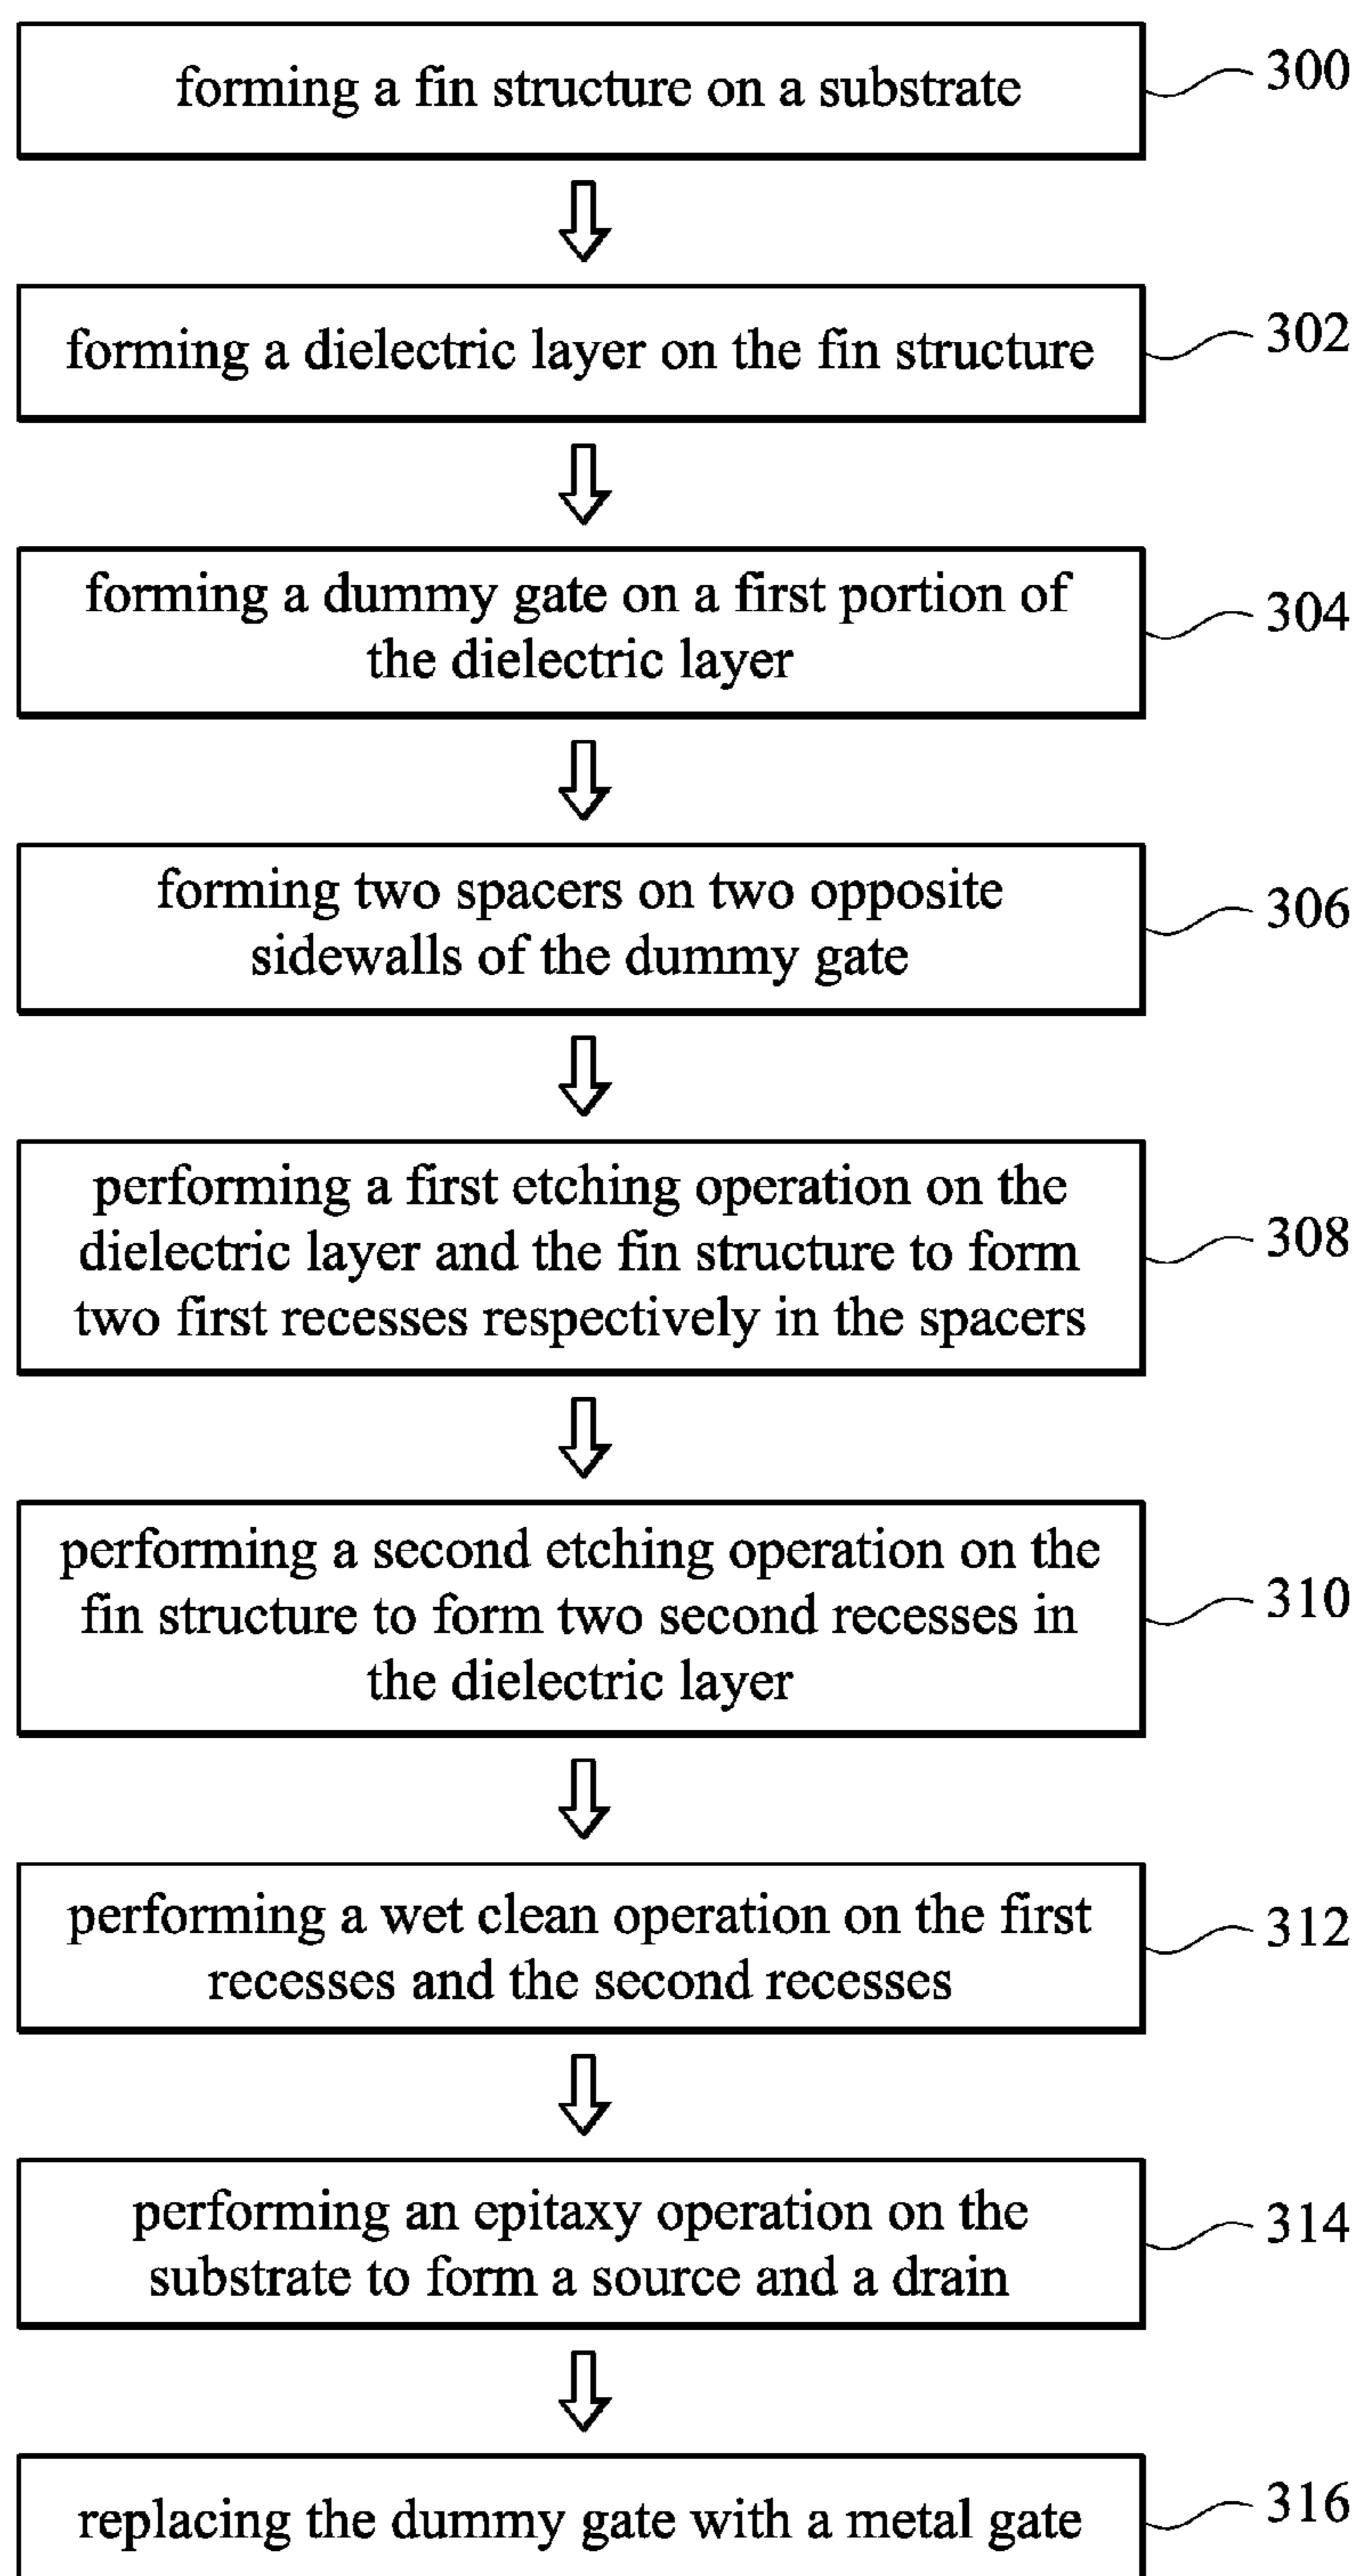 forming a fin structure on a substrate
300
forming a dielectric layer on the fin structure
302
forming a dummy gate on a first portion of
the dielectric layer
304
forming two spacers on two opposite
sidewalls of the dummy gate
306
performing a first etching operation on the
dielectric layer and the fin structure to form
two first recesses respectively in the spacers
308
performing a second etching operation on the
fin structure to form two second recesses in
the dielectric layer
310
performing a wet clean operation on the first
recesses and the second recesses
312
performing an epitaxy operation on the
substrate to form a source and a drain
314
replacing the dummy gate with a metal gate
316